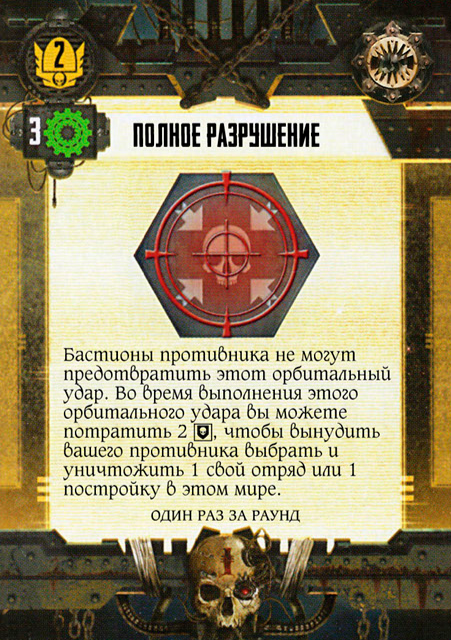 2
3
ПОЛНОЕ РАЗРУШЕНИЕ
Бастионы противника не могут
предотвратить этот орбитальный
удар. Во время выполнения этого
орбитального удара вы можете
потратить 2 , чтобы вынудить
вашего противника выбрать и
уничтожить 1 свой отряд или 1
постройку в этом мире.
ОДИН РАЗ ЗА РАУНД
I